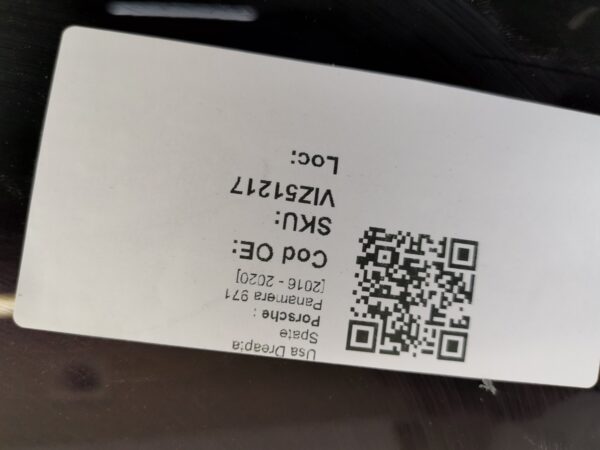 Usa Dreapta
Spate
Porsche :
Panamera 971
[2016 - 2020]
Cod OE:
SKU:
VIZ51217
Loc: